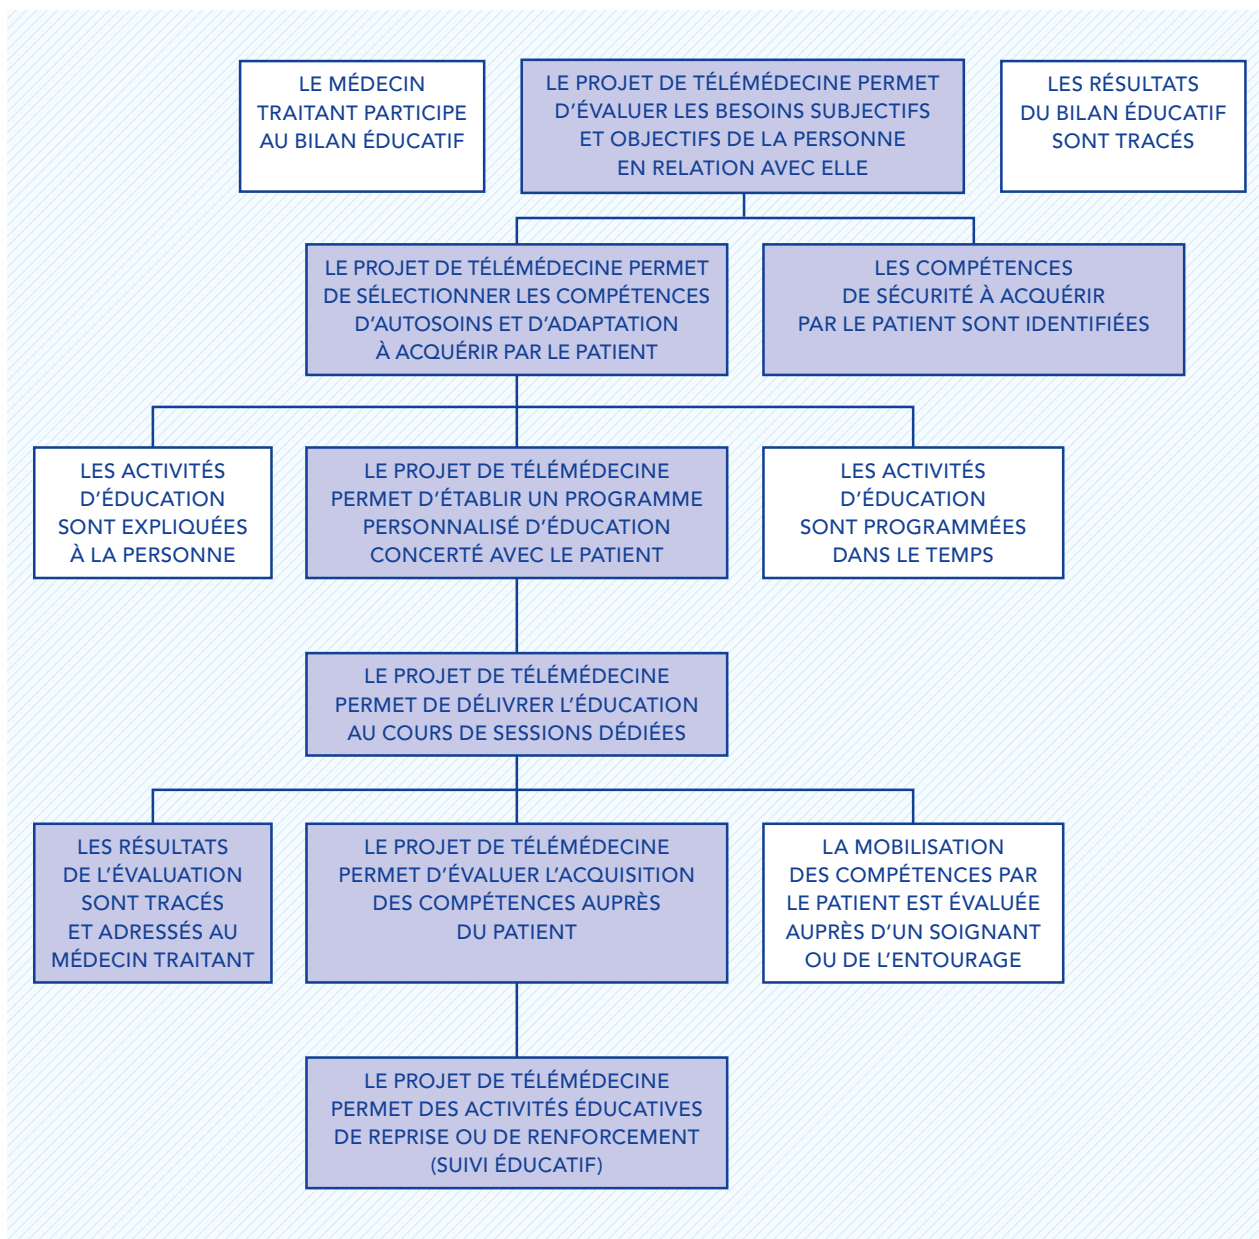 LE MÉDECIN
TRAITANT PARTICIPE
AU BILAN ÉDUCATIF
LE PROJET DE TÉLÉMÉDECINE PERMET
D'ÉVALUER LES BESOINS SUBJECTIFS
ET OBJECTIFS DE LA PERSONNE
EN RELATION AVEC ELLE
LES RÉSULTATS
DU BILAN ÉDUCATIF
SONT TRACÉS
LE PROJET DE TÉLÉMÉDECINE PERMET
DE SÉLECTIONNER LES COMPÉTENCES
D'AUTOSOINS ET D'ADAPTATION
À ACQUÉRIR PAR LE PATIENT
LES COMPÉTENCES
DE SÉCURITÉ À ACQUÉRIR
PAR LE PATIENT SONT IDENTIFIÉES
LES ACTIVITÉS
D'ÉDUCATION
SONT EXPLIQUÉES
À LA PERSONNE
LE PROJET DE TÉLÉMÉDECINE
PERMET D'ÉTABLIR UN PROGRAMME
PERSONNALISÉ D'ÉDUCATION
CONCERTÉ AVEC LE PATIENT
LES ACTIVITÉS
D'ÉDUCATION
SONT PROGRAMMÉES
DANS LE TEMPS
LE PROJET DE TÉLÉMÉDECINE
PERMET DE DÉLIVRER L'ÉDUCATION
AU COURS DE SESSIONS DÉDIÉES
LES RÉSULTATS
DE L'ÉVALUATION
SONT TRACÉS
ET ADRESSÉS AU
MÉDECIN TRAITANT
LE PROJET DE TÉLÉMÉDECINE
PERMET D'ÉVALUER L'ACQUISITION
DES COMPÉTENCES AUPRÈS
DU PATIENT
LA MOBILISATION
DES COMPÉTENCES PAR
LE PATIENT EST ÉVALUÉE
AUPRÈS D'UN SOIGNANT
OU DE L'ENTOURAGE
LE PROJET DE TÉLÉMÉDECINE
PERMET DES ACTIVITÉS ÉDUCATIVES
DE REPRISE OU DE RENFORCEMENT
(SUIVI ÉDUCATIF)